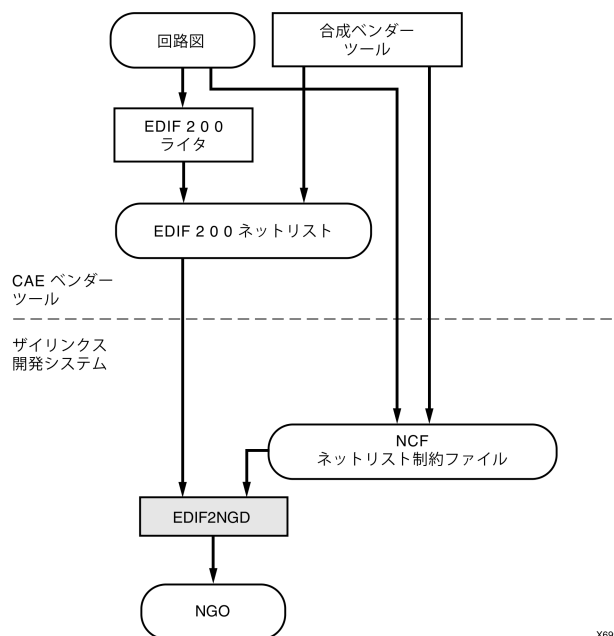 回路図
合成ベンダー
ツール
EDIF 2 0 0
ライタ
EDIF 2 0 0 ネットリスト
CAE ベンダー
ツール
ザイリンクス
開発システム
NCF
ネットリスト制約ファイル
EDIF2NGD
NGO